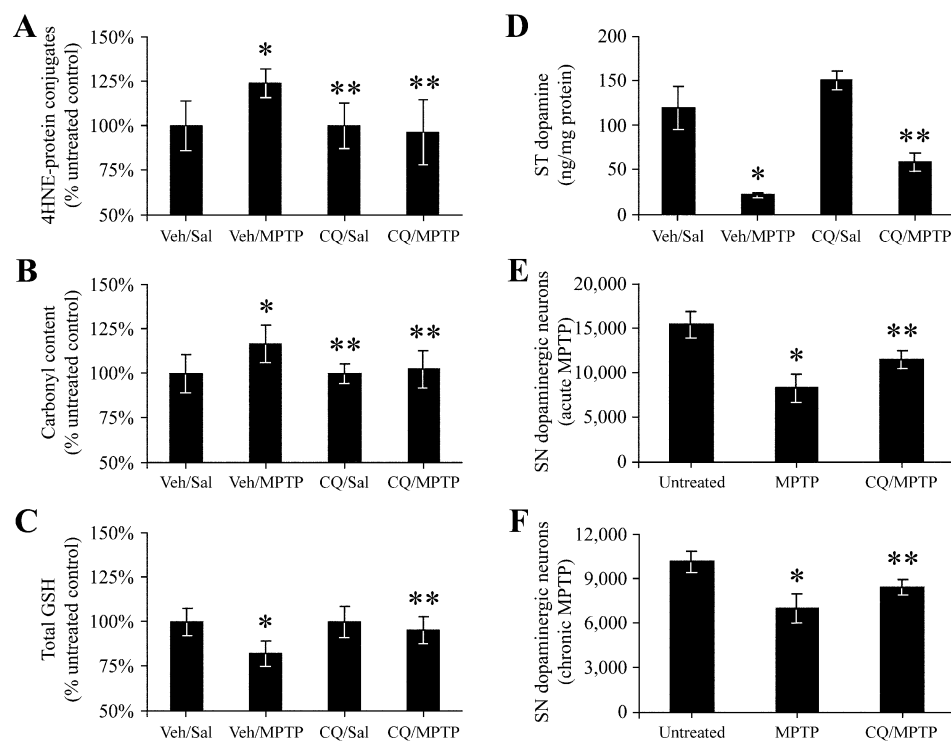 A
4HNE-protein conjugates
(% untreated control)
150%
125%
100%
75%
50%
*
**
**
Veh/Sal Veh/MPTP CQ/Sal CQ/MPTP
B
Carbonyl content
(% untreated control)
150%
125%
100%
75%
50%
*
**
**
Veh/Sal Veh/MPTP CQ/Sal CQ/MPTP
C
Total GSH
(% untreated control)
150%
125%
100%
75%
50%
*
**
Veh/Sal Veh/MPTP CQ/Sal CQ/MPTP
D
ST dopamine
(ng/mg protein)
200
150
100
50
0
*
**
Veh/Sal Veh/MPTP CQ/Sal CQ/MPTP
E
SN dopaminergic neurons
(acute MPTP)
20,000
15,000
10,000
5,000
0
*
**
Untreated MPTP CQ/MPTP
F
SN dopaminergic neurons
(chronic MPTP)
12,000
9,000
6,000
3,000
0
*
**
Untreated MPTP CQ/MPTP